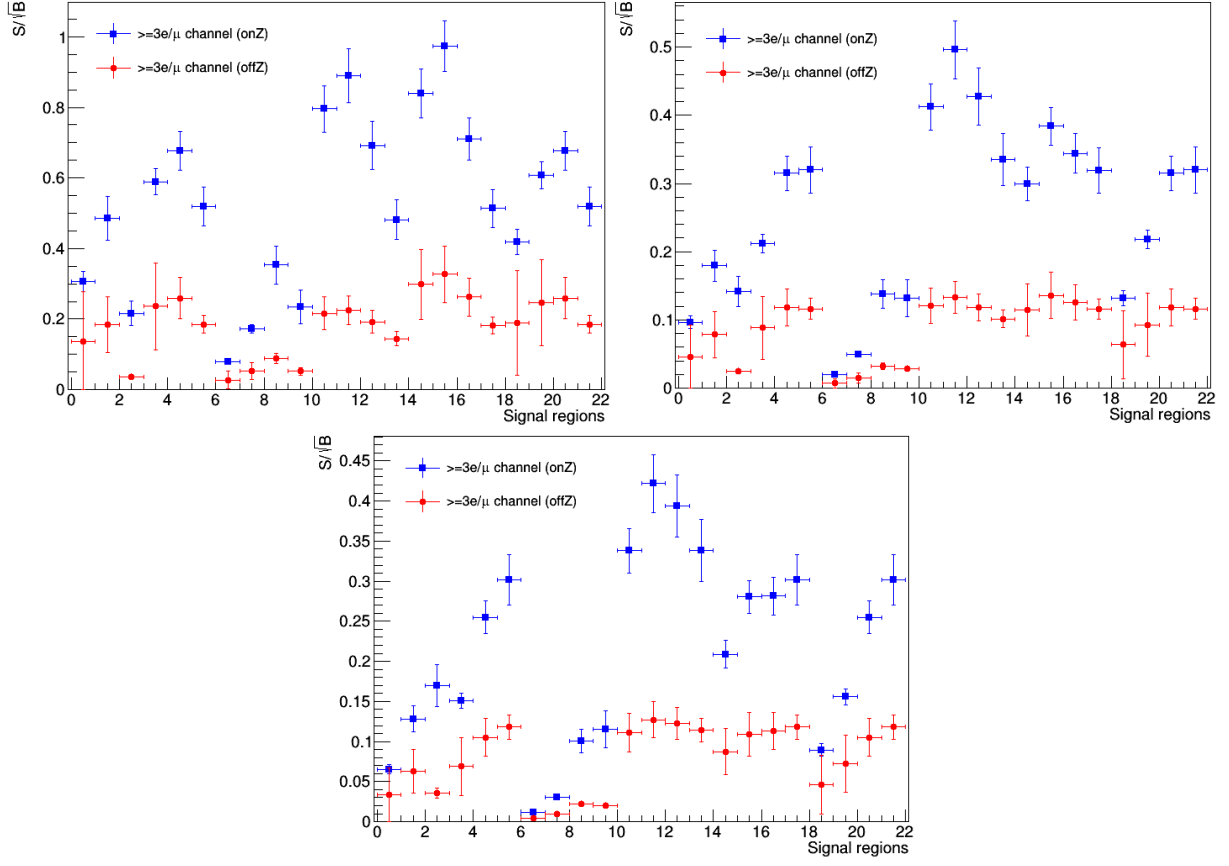 S/√B
1
0.8
0.6
0.4
0.2
0
>=3e/μ channel (onZ)
>=3e/μ channel (offZ)
0 2 4 6 8 10 12 14 16 18 20 22
Signal regions
S/√B
0.5
0.4
0.3
0.2
0.1
0
>=3e/μ channel (onZ)
>=3e/μ channel (offZ)
0 2 4 6 8 10 12 14 16 18 20 22
Signal regions
S/√B
0.45
0.4
0.35
0.3
0.25
0.2
0.15
0.1
0.05
0
>=3e/μ channel (onZ)
>=3e/μ channel (offZ)
0 2 4 6 8 10 12 14 16 18 20 22
Signal regions